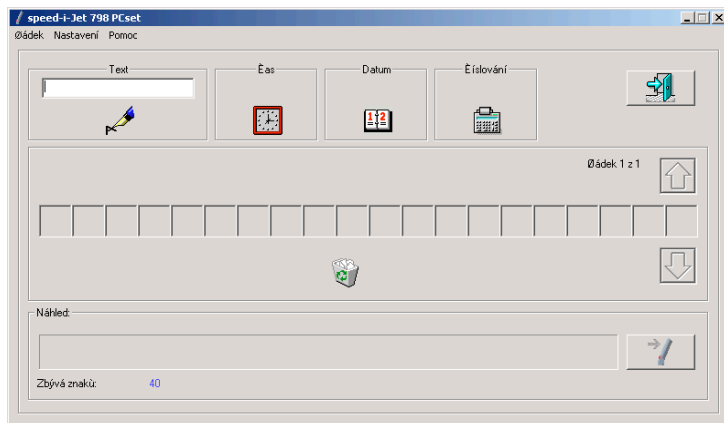 speed-i-Jet 798 PCset
Øádek Nastavení Pomoc
Text Èas Datum Èíslování
Øádek 1 z 1
Náhled:
Zbývá znakù: 40